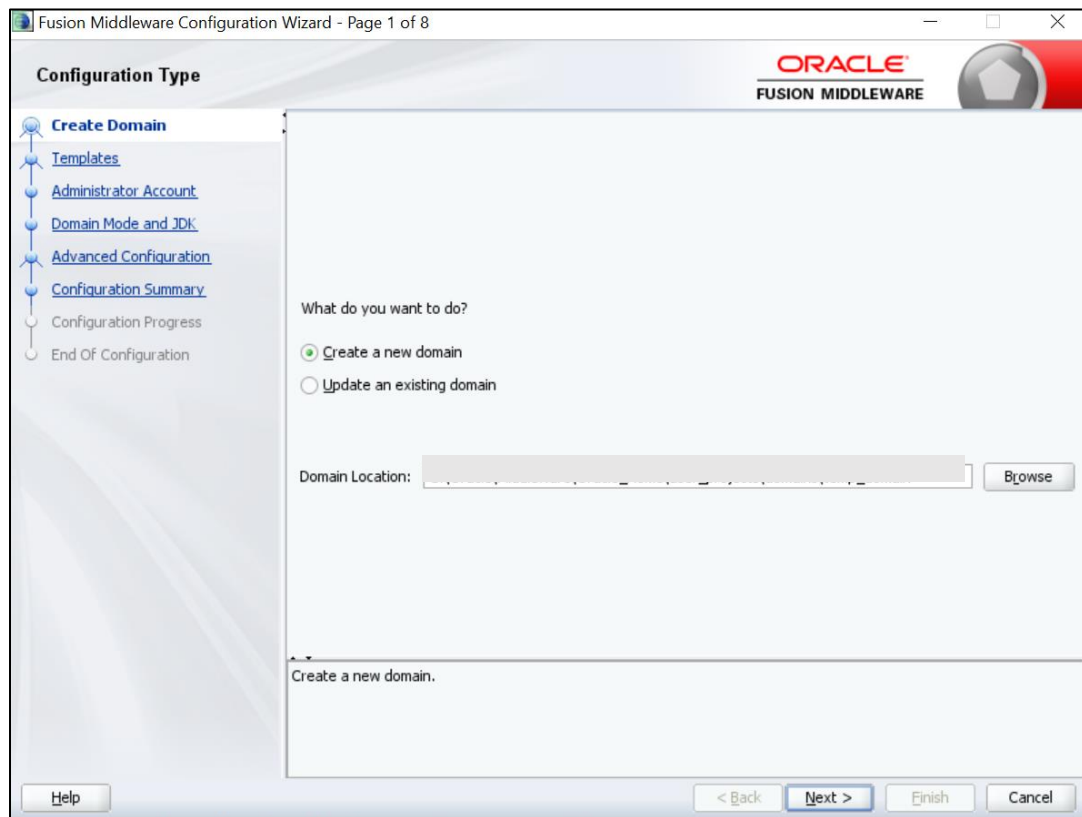 Fusion Middleware Configuration Wizard - Page 1 of 8
Configuration Type
ORACLE
FUSION MIDDLEWARE
Create Domain
Templates
Administrator Account
Domain Mode and JDK
Advanced Configuration
Configuration Summary
Configuration Progress
End Of Configuration
What do you want to do?
Create a new domain
Update an existing domain
Domain Location:
Browse
Create a new domain.
Help
< Back
Next >
Finish
Cancel